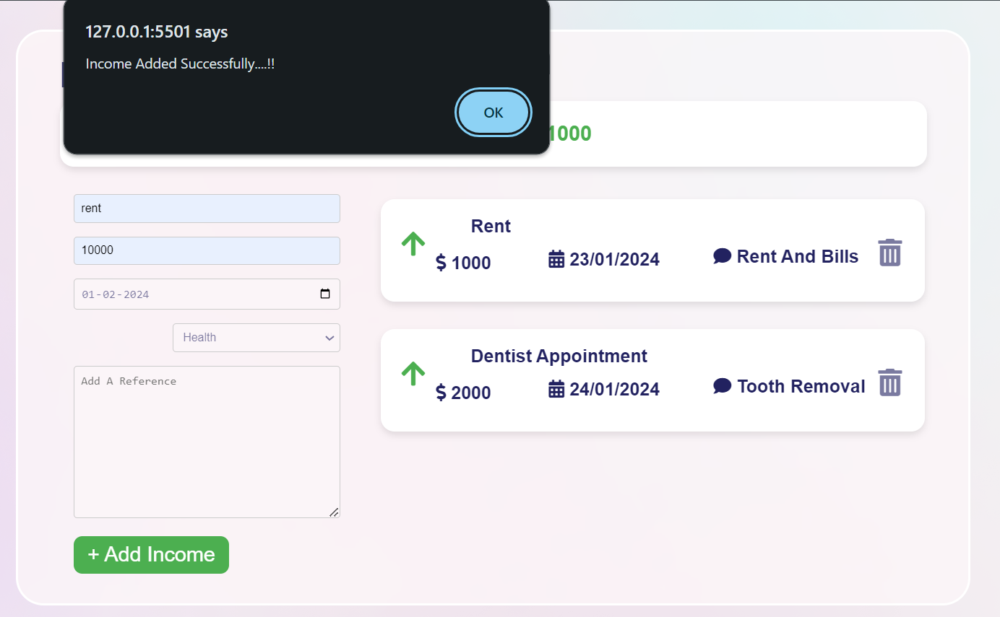 127.0.0.1:5501 says
Income Added Successfully....!!
OK
1000
rent
10000
01-02-2024
Health
Add A Reference
+ Add Income
Rent
$ 1000
23/01/2024
Rent And Bills
Dentist Appointment
$ 2000
24/01/2024
Tooth Removal